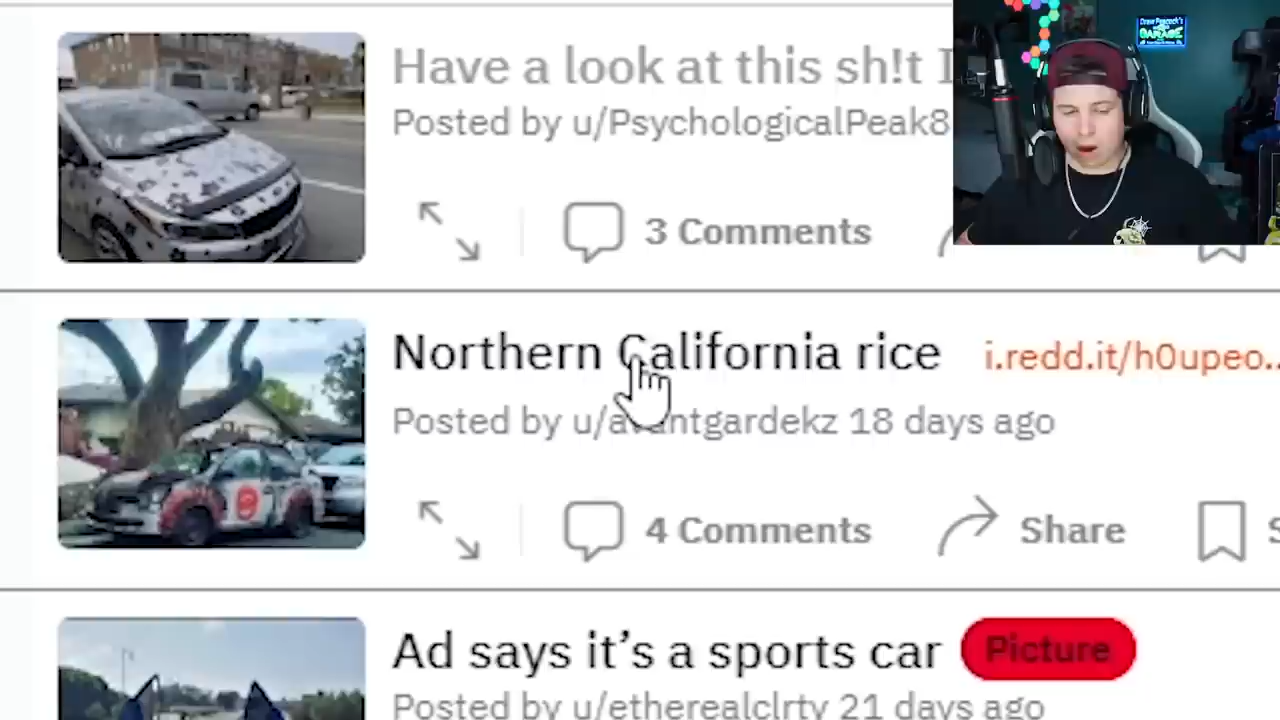 Have a look at this sh!t I
Posted by u/PsychologicalPeak8
3 Comments
Northern California rice i.redd.it/h0upeo...
Posted by u/avantgardekz 18 days ago
4 Comments Share S
Ad says it's a sports car Picture
Posted by u/etherealclrty 21 days ago
GARAGE